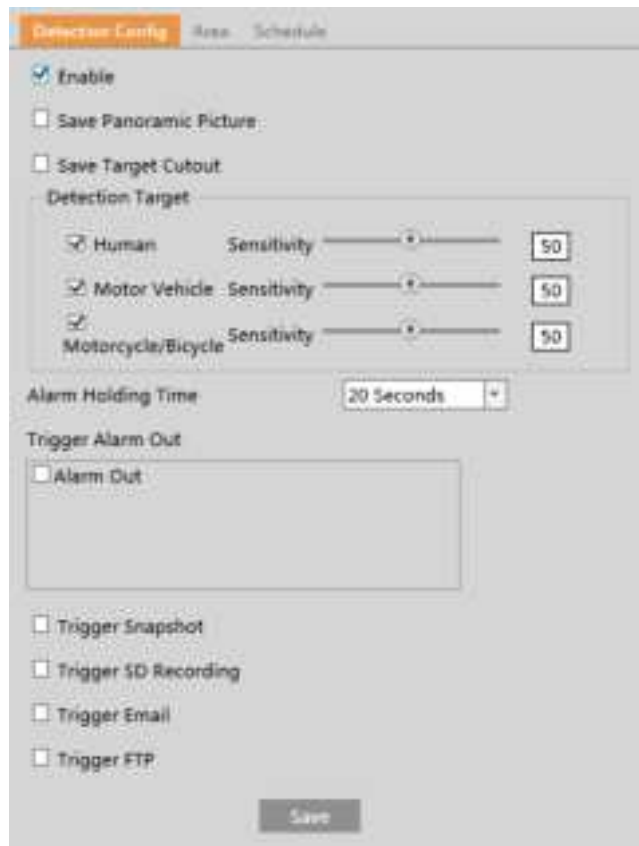 Detection Config Area Schedule
Enable
Save Panoramic Picture
Save Target Cutout
Detection Target
Human Sensitivity 50
Motor Vehicle Sensitivity 50
Motorcycle/Bicycle Sensitivity 50
Alarm Holding Time 20 Seconds
Trigger Alarm Out
Alarm Out
Trigger Snapshot
Trigger SD Recording
Trigger Email
Trigger FTP
Save